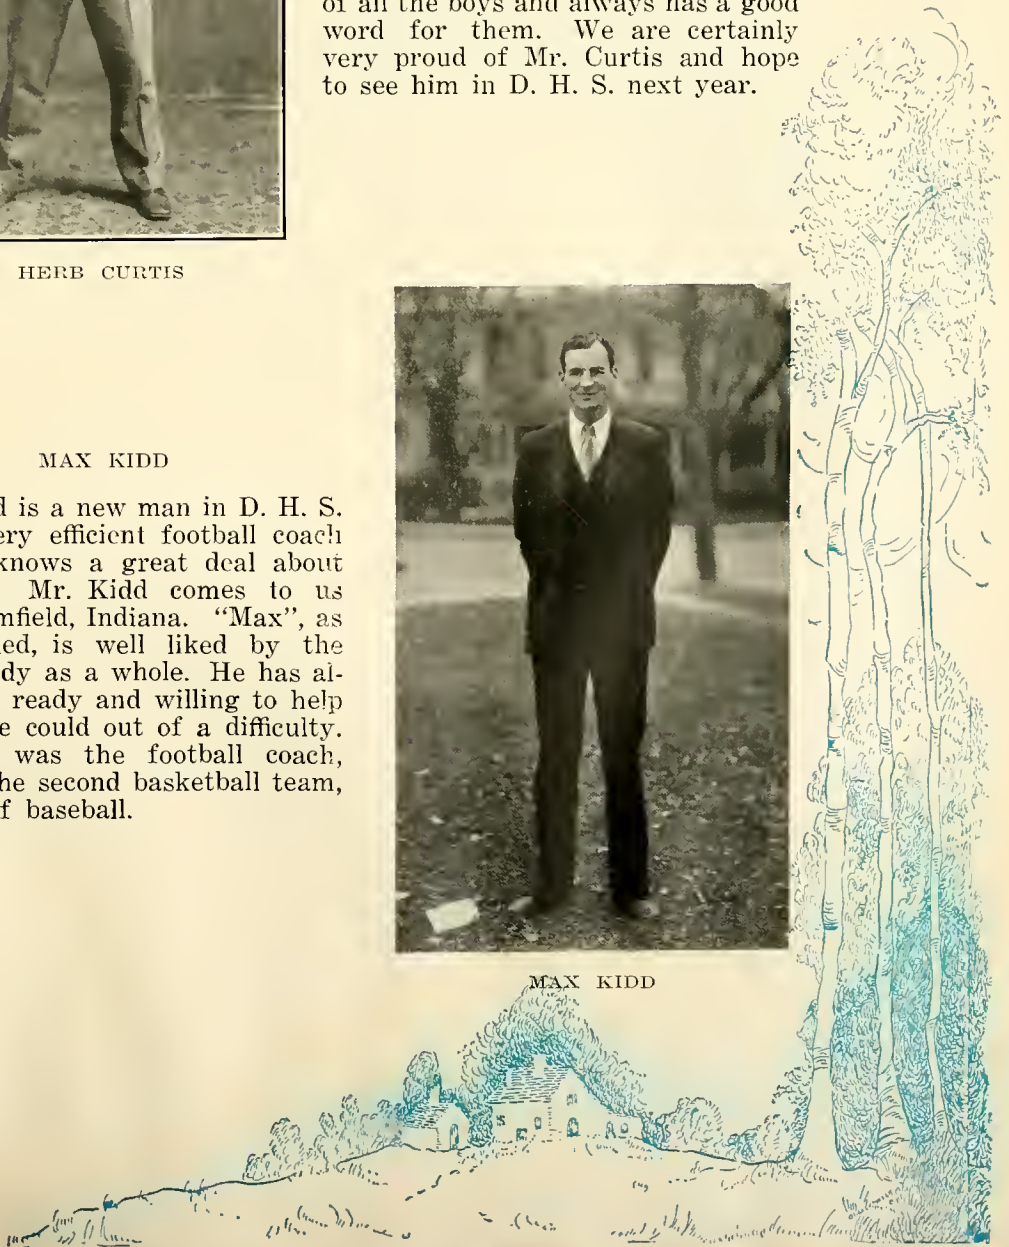 of all the boys and always has a good
word for them. We are certainly
very proud of Mr. Curtis and hope
to see him in D. H. S. next year.
HERB CURTIS
MAX KIDD
d is a new man in D. H. S.
ery efficient football coach
knows a great deal about
Mr. Kidd comes to us
mfield, Indiana. “Max”, as
ed, is well liked by the
dy as a whole. He has al-
ready and willing to help
e could out of a difficulty.
was the football coach,
he second basketball team,
f baseball.
MAX KIDD